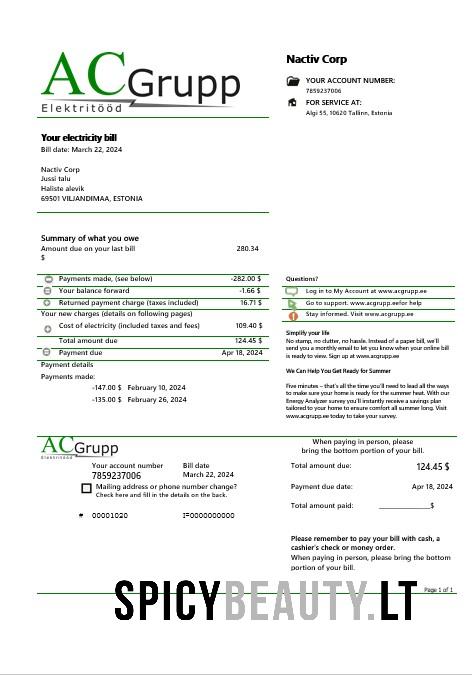 AC Grupp
Elektritööd
Nactiv Corp
YOUR ACCOUNT NUMBER:
7859237006
FOR SERVICE AT:
Algi 55, 10620 Tallinn, Estonia
Your electricity bill
Bill date: March 22, 2024
Nactiv Corp
Jussi talu
Haliste alevik
69501 VILJANDIMAA, ESTONIA
Summary of what you owe
Amount due on your last bill 280.34
$
Payments made, (see below) -282.00 $
Your balance forward -1.66 $
Returned payment charge (taxes included) 16.71 $
Your new charges (details on following pages)
Cost of electricity (included taxes and fees) 109.40 $
Total amount due 124.45 $
Payment due Apr 18, 2024
Payment details
Payments made:
-147.00 $ February 10, 2024
-135.00 $ February 26, 2024
Questions?
Log in to My Account at www.acgrupp.ee
Go to support. www.acgrupp.eefor help
Stay informed. Visit www.acgrupp.ee
Simplify your life
No stamp, no clutter, no hassle. Instead of a paper bill, we'll
send you a monthly email to let you know when your online bill
is ready to view. Sign up at www.acgrupp.ee
We Can Help You Get Ready for Summer
Five minutes – that's all the time you'll need to lead all the ways
to make sure your home is ready for the summer heat. With our
Energy Analyzer survey you'll instantly receive a savings plan
tailored to your home to ensure comfort all summer long. Visit
www.acgrupp.ee today to take the survey.
AC Grupp
Elektritööd
Your account number Bill date
7859237006 March 22, 2024
Mailing address or phone number change?
Check here and fill in the details on the back.
# 00001020 I=0000000000
When paying in person, please
bring the bottom portion of your bill.
Total amount due: 124.45 $
Payment due date: Apr 18, 2024
Total amount paid: ______________$
Please remember to pay your bill with cash, a
cashier's check or money order.
When paying in person, please bring the bottom
portion of your bill.
Page 1 of 1
SPICYBEAUTY.LT